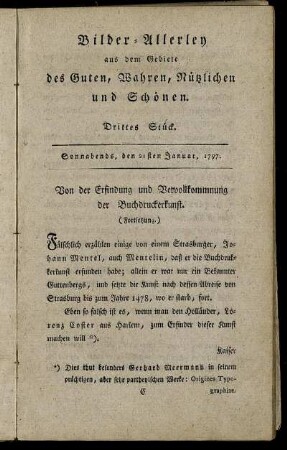 Bilder-Allerley
aus dem Gebiete
des Guten, Wahren, Nützlichen
und Schönen.
Drittes Stück.
Sonnabends, den 21sten Januar, 1797.
Von der Erfindung und Vervollkommnung
der Buchdruckerkunst.
(Fortsetzung.)
Fälschlich erzählen einige von einem Strasburger, Jo-
hann Mentel, auch Mentelin, daß er die Buchdruk-
kerkunst erfunden habe; allein er war nur ein Bekannter
Guttenbergs, und setzte die Kunst nach dessen Abreise von
Strasburg bis zum Jahre 1478, wo er starb, fort.
Eben so falsch ist es, wenn man den Holländer, Lo-
renz Coster aus Harlem, zum Erfinder dieser Kunst
machen will *).
Kaiser
*) Dies thut besonders Gerhard Meermann in seinem
prächtigen, aber sehr partheyischen Werke: Origines Typo-
C graphicae.